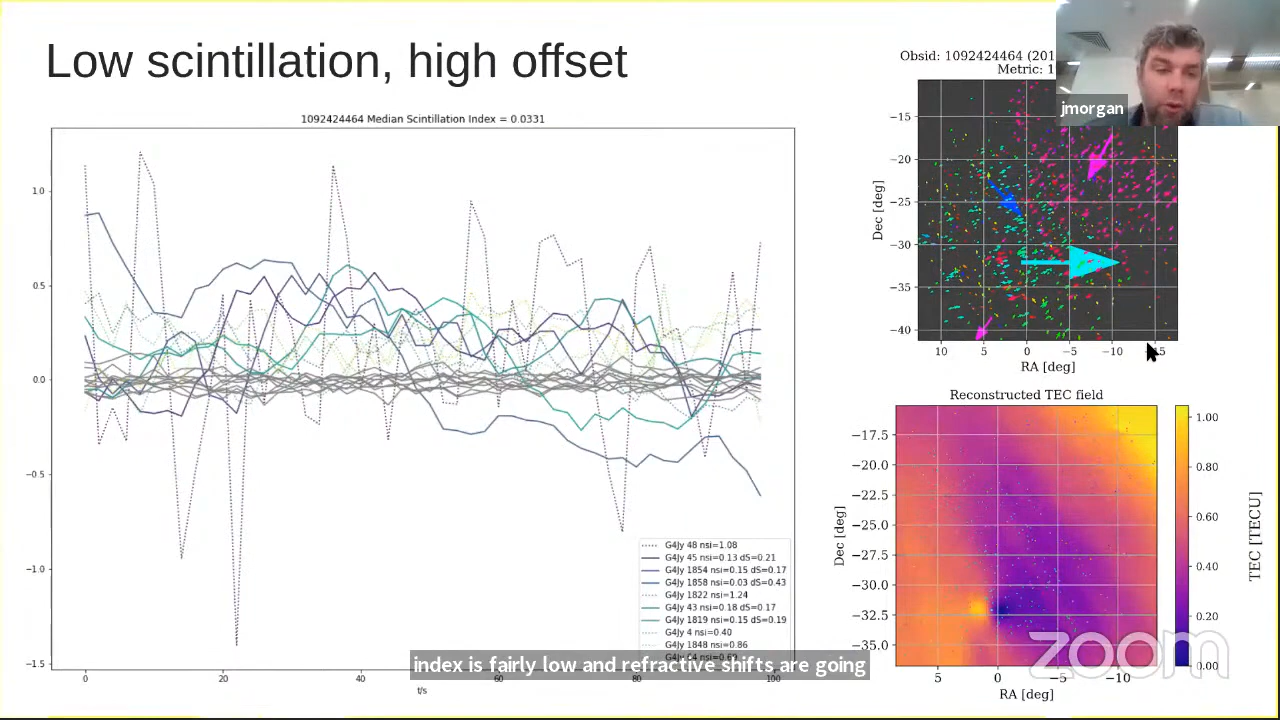 Low scintillation, high offset
Obsid: 1092424464 (201
Metric: 1
jmorgan
1092424464 Median Scintillation Index = 0.0331
1.0
0.5
0.0
−0.5
−1.0
−1.5
0
20
40
60
80
100
t/s
G4Jy 48 nsi=1.08
G4Jy 45 nsi=0.13 dS=0.21
G4Jy 1854 nsi=0.15 dS=0.17
G4Jy 1858 nsi=0.03 dS=0.43
G4Jy 1822 nsi=1.24
G4Jy 43 nsi=0.18 dS=0.17
G4Jy 1819 nsi=0.15 dS=0.19
G4Jy 4 nsi=0.40
G4Jy 1848 nsi=0.86
index is fairly low and refractive shifts are going
−15
−20
−25
−30
−35
−40
Dec [deg]
10
5
0
−5
−10
−15
RA [deg]
Reconstructed TEC field
−17.5
−20.0
−22.5
−25.0
−27.5
−30.0
−32.5
−35.0
Dec [deg]
5
0
−5
−10
RA [deg]
1.00
0.80
0.60
0.40
0.20
0.00
TEC [TECU]
zoom